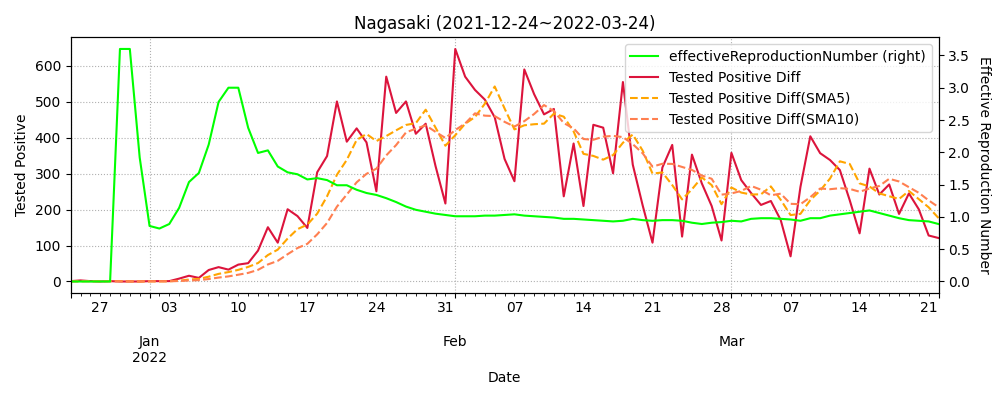 Nagasaki (2021-12-24~2022-03-24)
effectiveReproductionNumber (right)
Tested Positive Diff
Tested Positive Diff(SMA5)
Tested Positive Diff(SMA10)
Tested Positive
600
500
400
300
200
100
0
3.5
3.0
2.5
2.0
1.5
1.0
0.5
0.0
Effective Reproduction Number
27 03 10 17 24 31 07 14 21 28 07 14 21
Jan Feb Mar
2022
Date